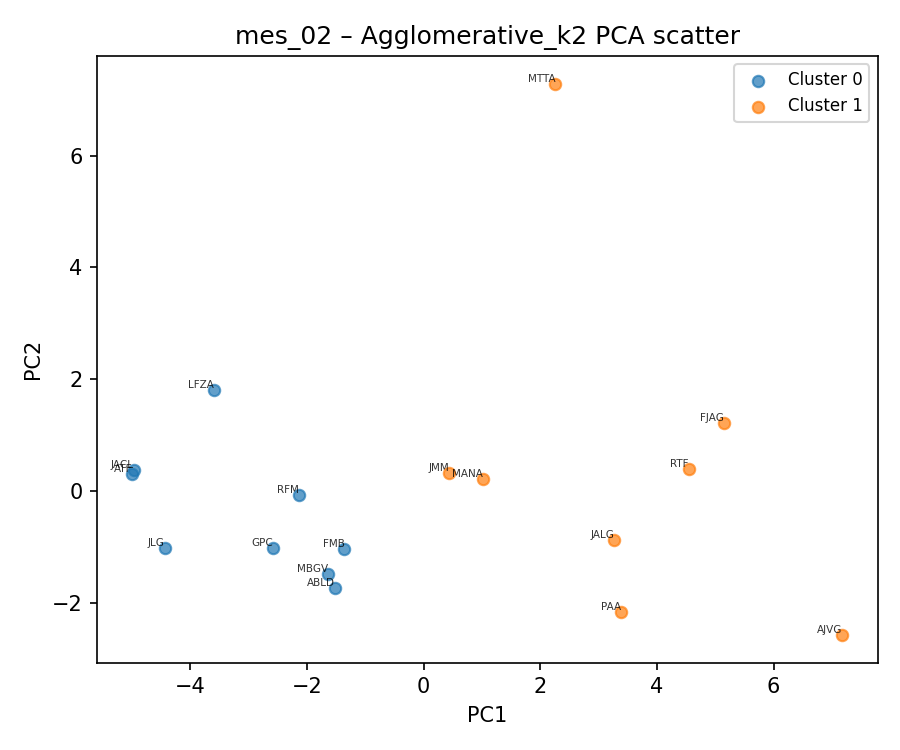 mes_02 – Agglomerative_k2 PCA scatter
MTTA
Cluster 0
Cluster 1
6
4
PC2
2
LFZA
FJAG
JACL
RTF
JMM
MANA
0
RFM
JLG
GPC
FMB
JALG
MBGV
ABLD
−2
PAA
AJVG
−4
−2
0
2
4
6
PC1